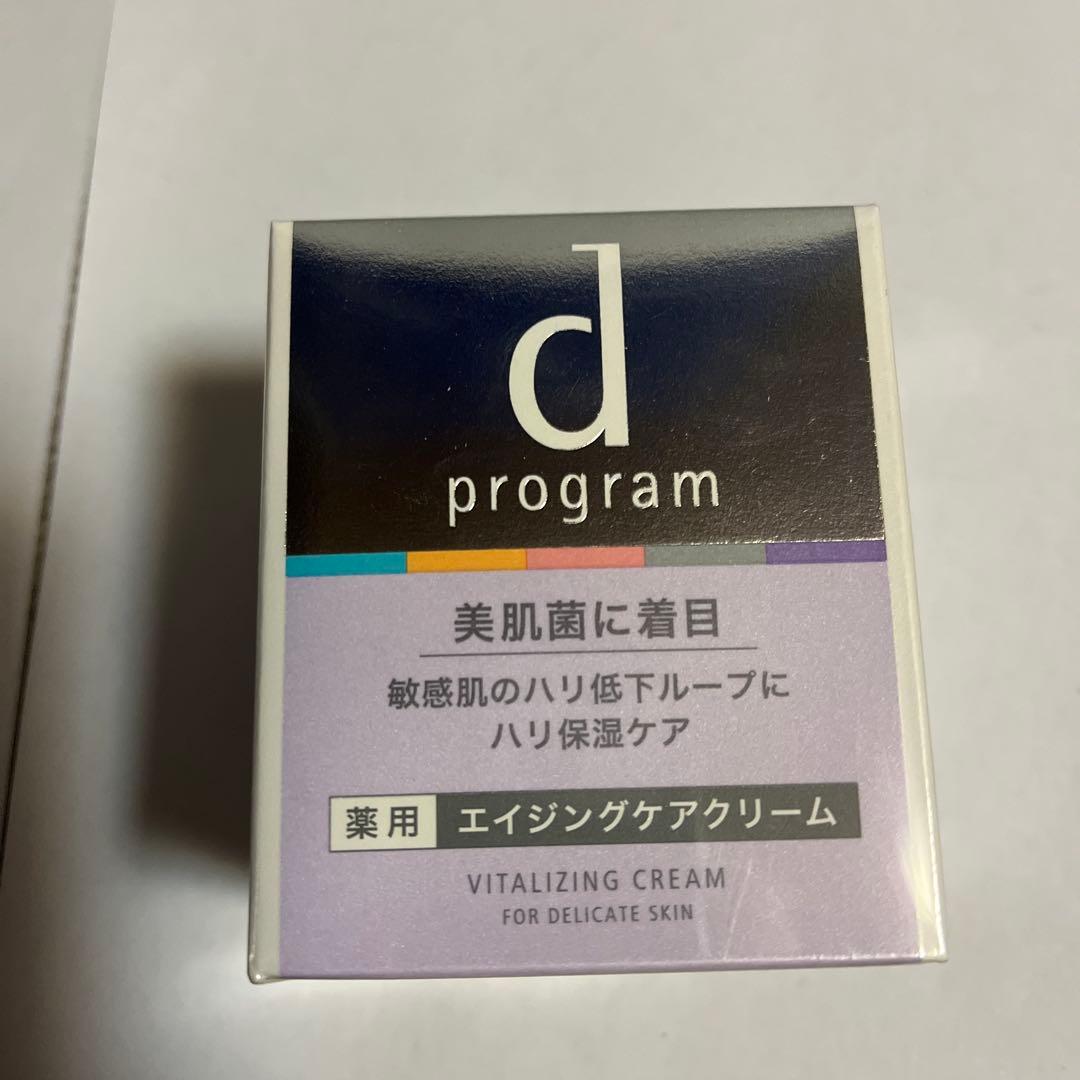 d
program
美肌菌に着目
敏感肌のハリ低下ループに
ハリ保湿ケア
薬用 エイジングケアクリーム
VITALIZING CREAM
FOR DELICATE SKIN